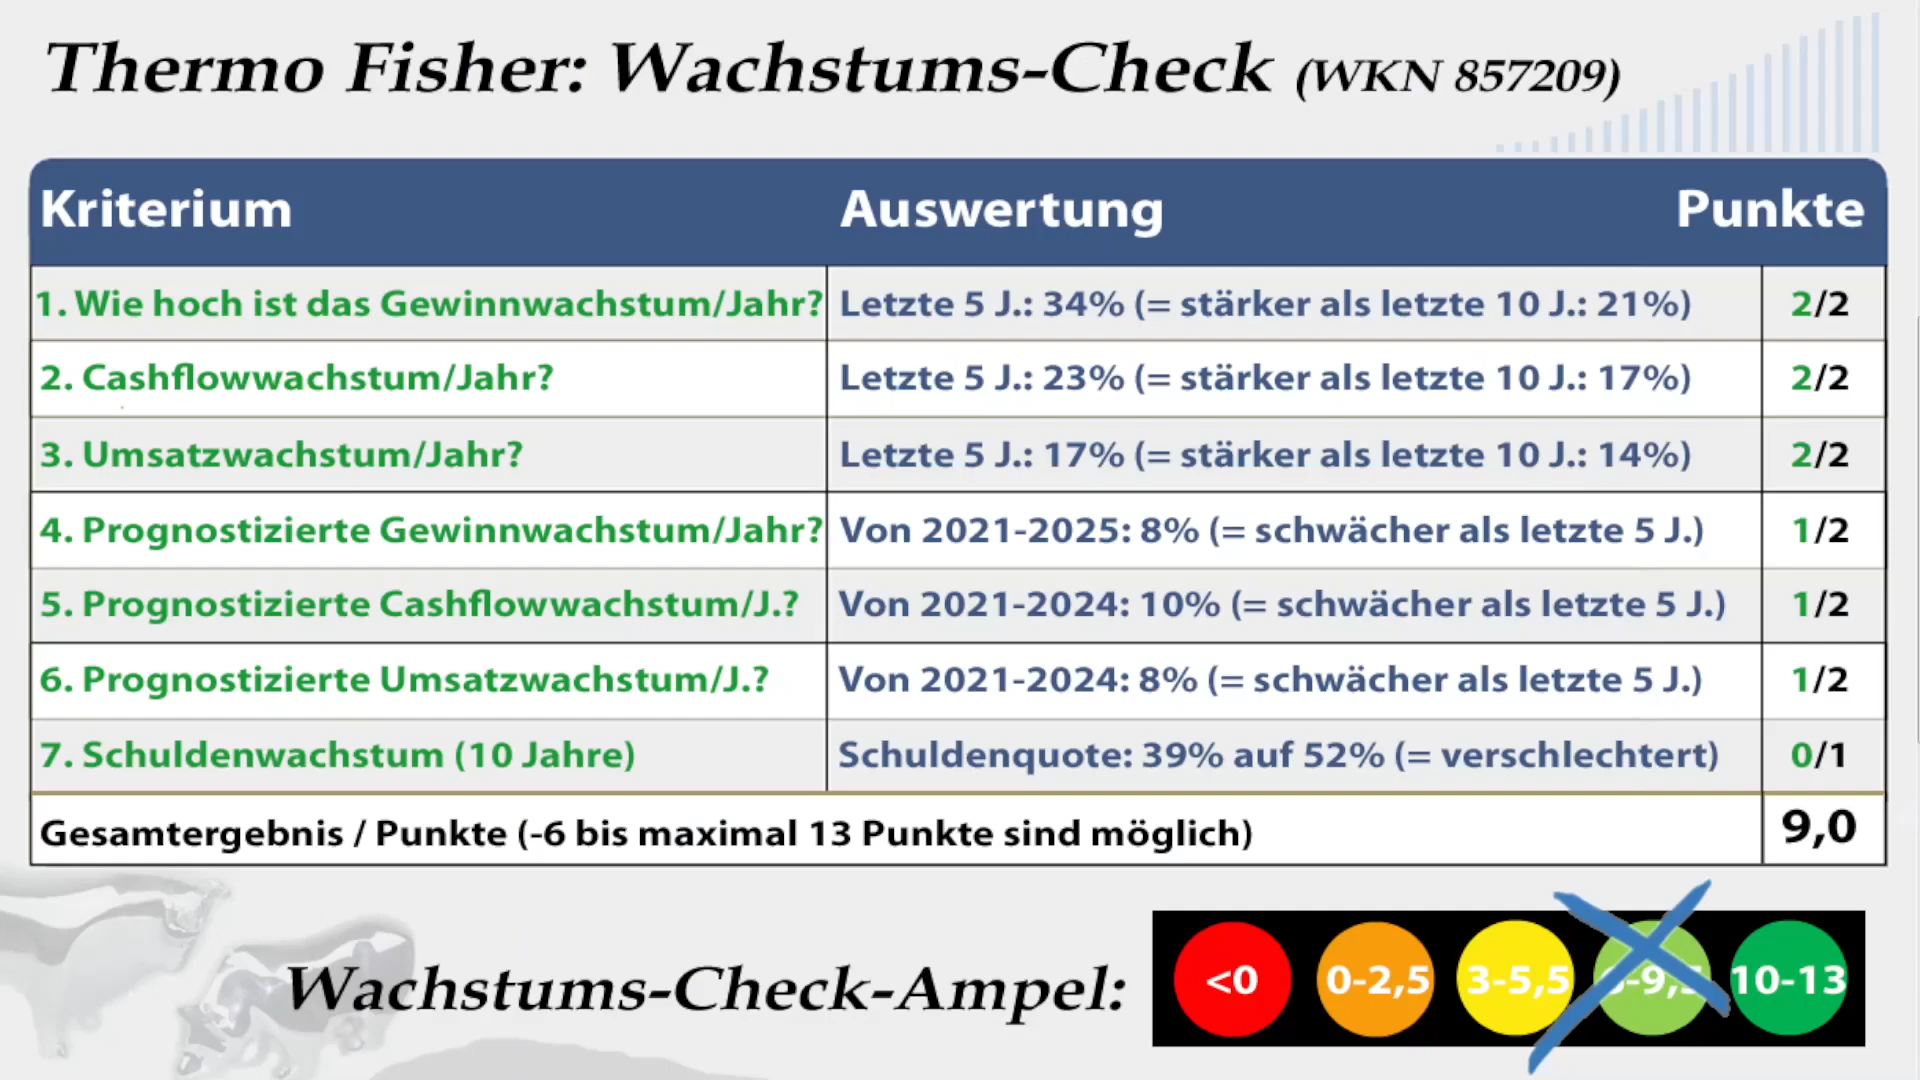 Thermo Fisher: Wachstums-Check (WKN 857209)
Kriterium Auswertung Punkte
1. Wie hoch ist das Gewinnwachstum/Jahr? Letzte 5 J.: 34% (= stärker als letzte 10 J.: 21%) 2/2
2. Cashflowwachstum/Jahr? Letzte 5 J.: 23% (= stärker als letzte 10 J.: 17%) 2/2
3. Umsatzwachstum/Jahr? Letzte 5 J.: 17% (= stärker als letzte 10 J.: 14%) 2/2
4. Prognostizierte Gewinnwachstum/Jahr? Von 2021-2025: 8% (= schwächer als letzte 5 J.) 1/2
5. Prognostizierte Cashflowwachstum/J.? Von 2021-2024: 10% (= schwächer als letzte 5 J.) 1/2
6. Prognostizierte Umsatzwachstum/J.? Von 2021-2024: 8% (= schwächer als letzte 5 J.) 1/2
7. Schuldenwachstum (10 Jahre) Schuldenquote: 39% auf 52% (= verschlechtert) 0/1
Gesamtergebnis / Punkte (-6 bis maximal 13 Punkte sind möglich) 9,0
Wachstums-Check-Ampel: <0 0-2,5 3-5,5 10-13